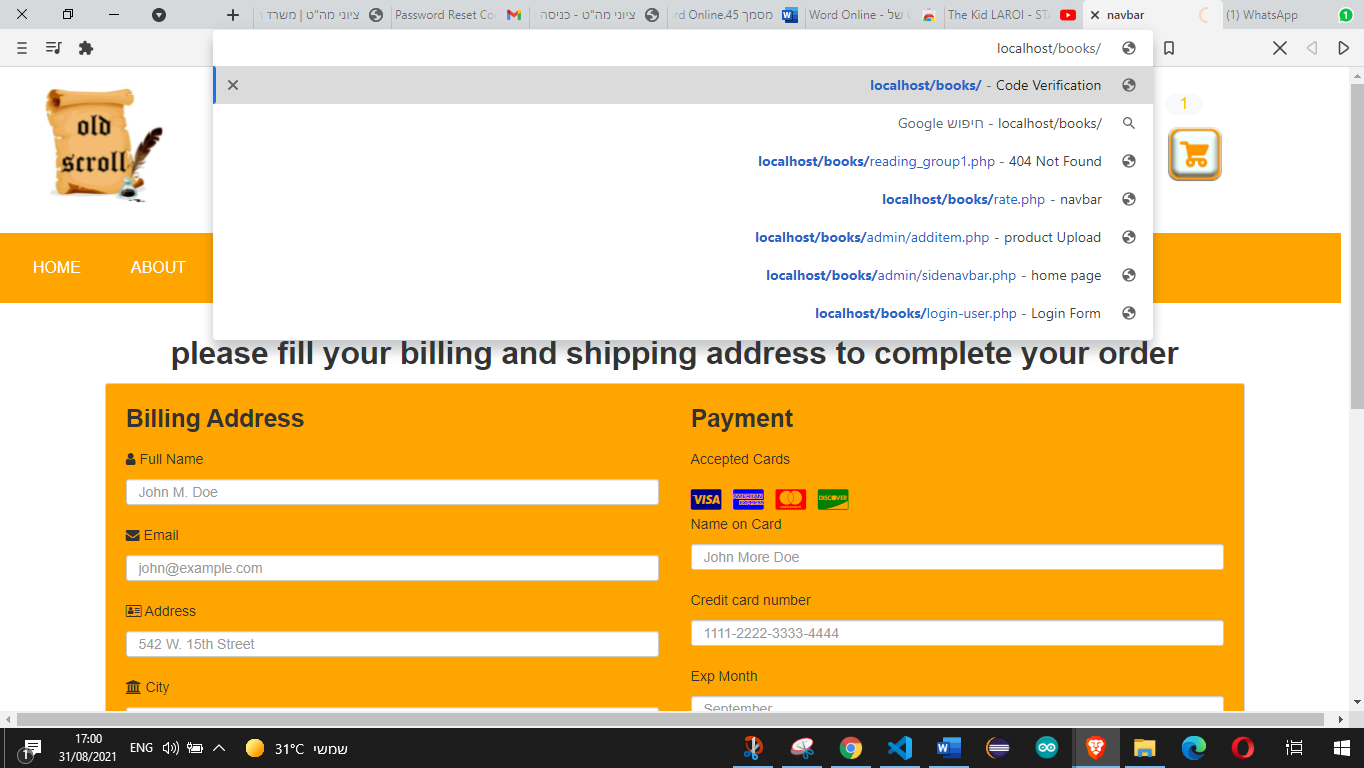 ציוני מה"ט | משרד ו
Password Reset Co
ציוני מה"ט - כניסה
מסמך 45.rd Online
Word Online - של
The Kid LAROI - ST
navbar
(1) WhatsApp
localhost/books/
localhost/books/ - Code Verification
localhost/books/ - חיפוש Google
localhost/books/reading_group1.php - 404 Not Found
localhost/books/rate.php - navbar
localhost/books/admin/additem.php - product Upload
localhost/books/admin/sidenavbar.php - home page
localhost/books/login-user.php - Login Form
old
scroll
1
HOME
ABOUT
please fill your billing and shipping address to complete your order
Billing Address
Full Name
John M. Doe
Email
john@example.com
Address
542 W. 15th Street
City
Payment
Accepted Cards
VISA
AMERICAN EXPRESS
DISCOVER
Name on Card
John More Doe
Credit card number
1111-2222-3333-4444
Exp Month
September
1
17:00
31/08/2021
ENG
31°C שמשי